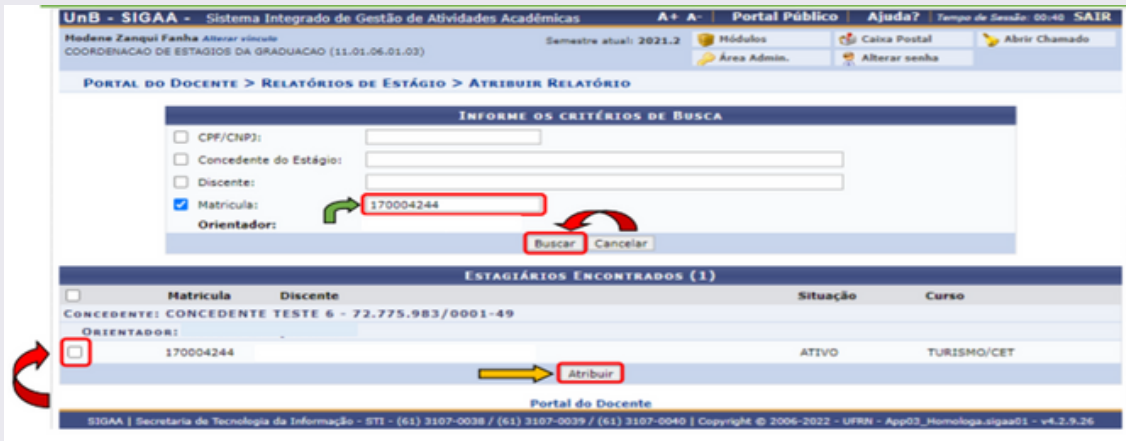 UnB - SIGAA - Sistema Integrado de Gestão de Atividades Acadêmicas A+ A- Portal Público Ajuda? Tempo de Sessão: 00:40 SAIR
Modene Zanqui Fanha Alterar vínculo Semestre atual: 2021.2 Módulos Caixa Postal Abrir Chamado
COORDENACAO DE ESTAGIOS DA GRADUACAO (11.01.06.01.03) Área Admin. Alterar senha
PORTAL DO DOCENTE > RELATÓRIOS DE ESTÁGIO > ATRIBUIR RELATÓRIO
INFORME OS CRITÉRIOS DE BUSCA
CPF/CNPJ:
Concedente do Estágio:
Discente:
Matricula: 170004244
Orientador:
Buscar Cancelar
ESTAGIÁRIOS ENCONTRADOS (1)
Matricula Discente Situação Curso
CONCEDENTE: CONCEDENTE TESTE 6 - 72.775.983/0001-49
ORIENTADOR:
170004244 ATIVO TURISMO/CET
Atribuir
Portal do Docente
SIGAA | Secretaria de Tecnologia da Informação - STI - (61) 3107-0038 / (61) 3107-0039 / (61) 3107-0040 | Copyright © 2006-2022 - UFRN - App03_Homologa.sigaa01 - v4.2.9.26